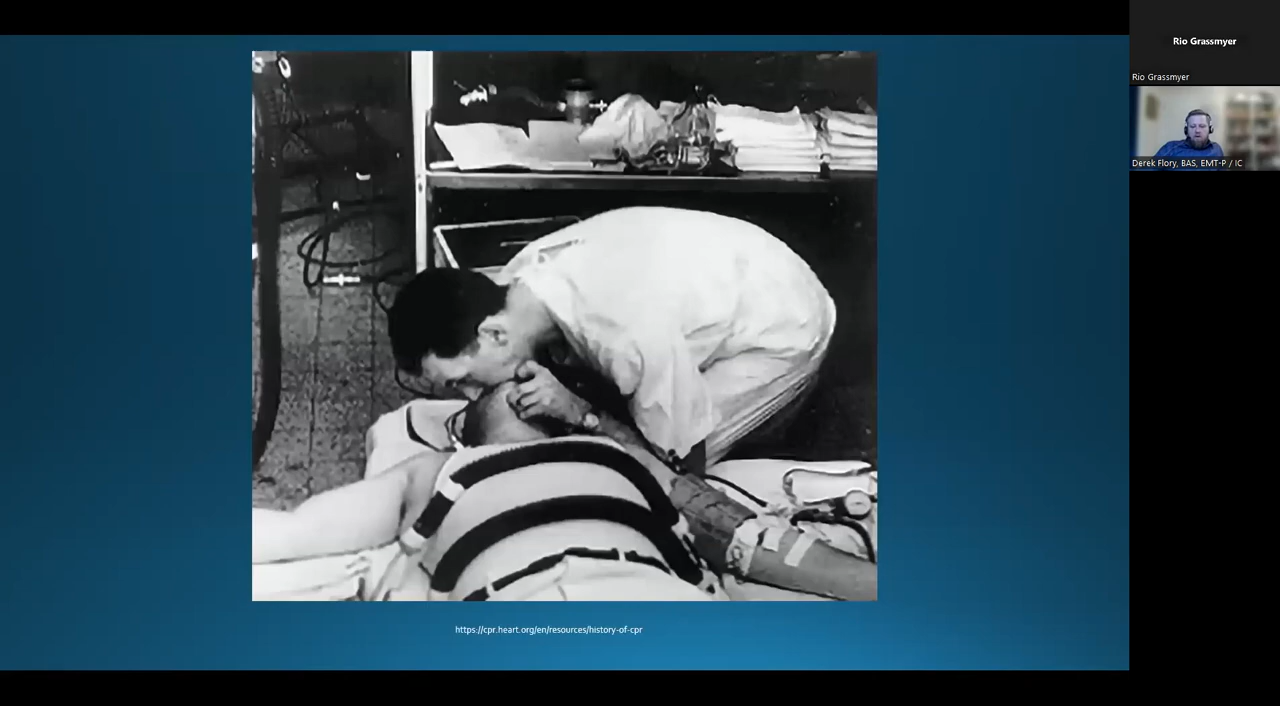 Rio Grassmyer
Rio Grassmyer
Derek Flory, BAS, EMT-P / IC
https://cpr.heart.org/en/resources/history-of-cpr